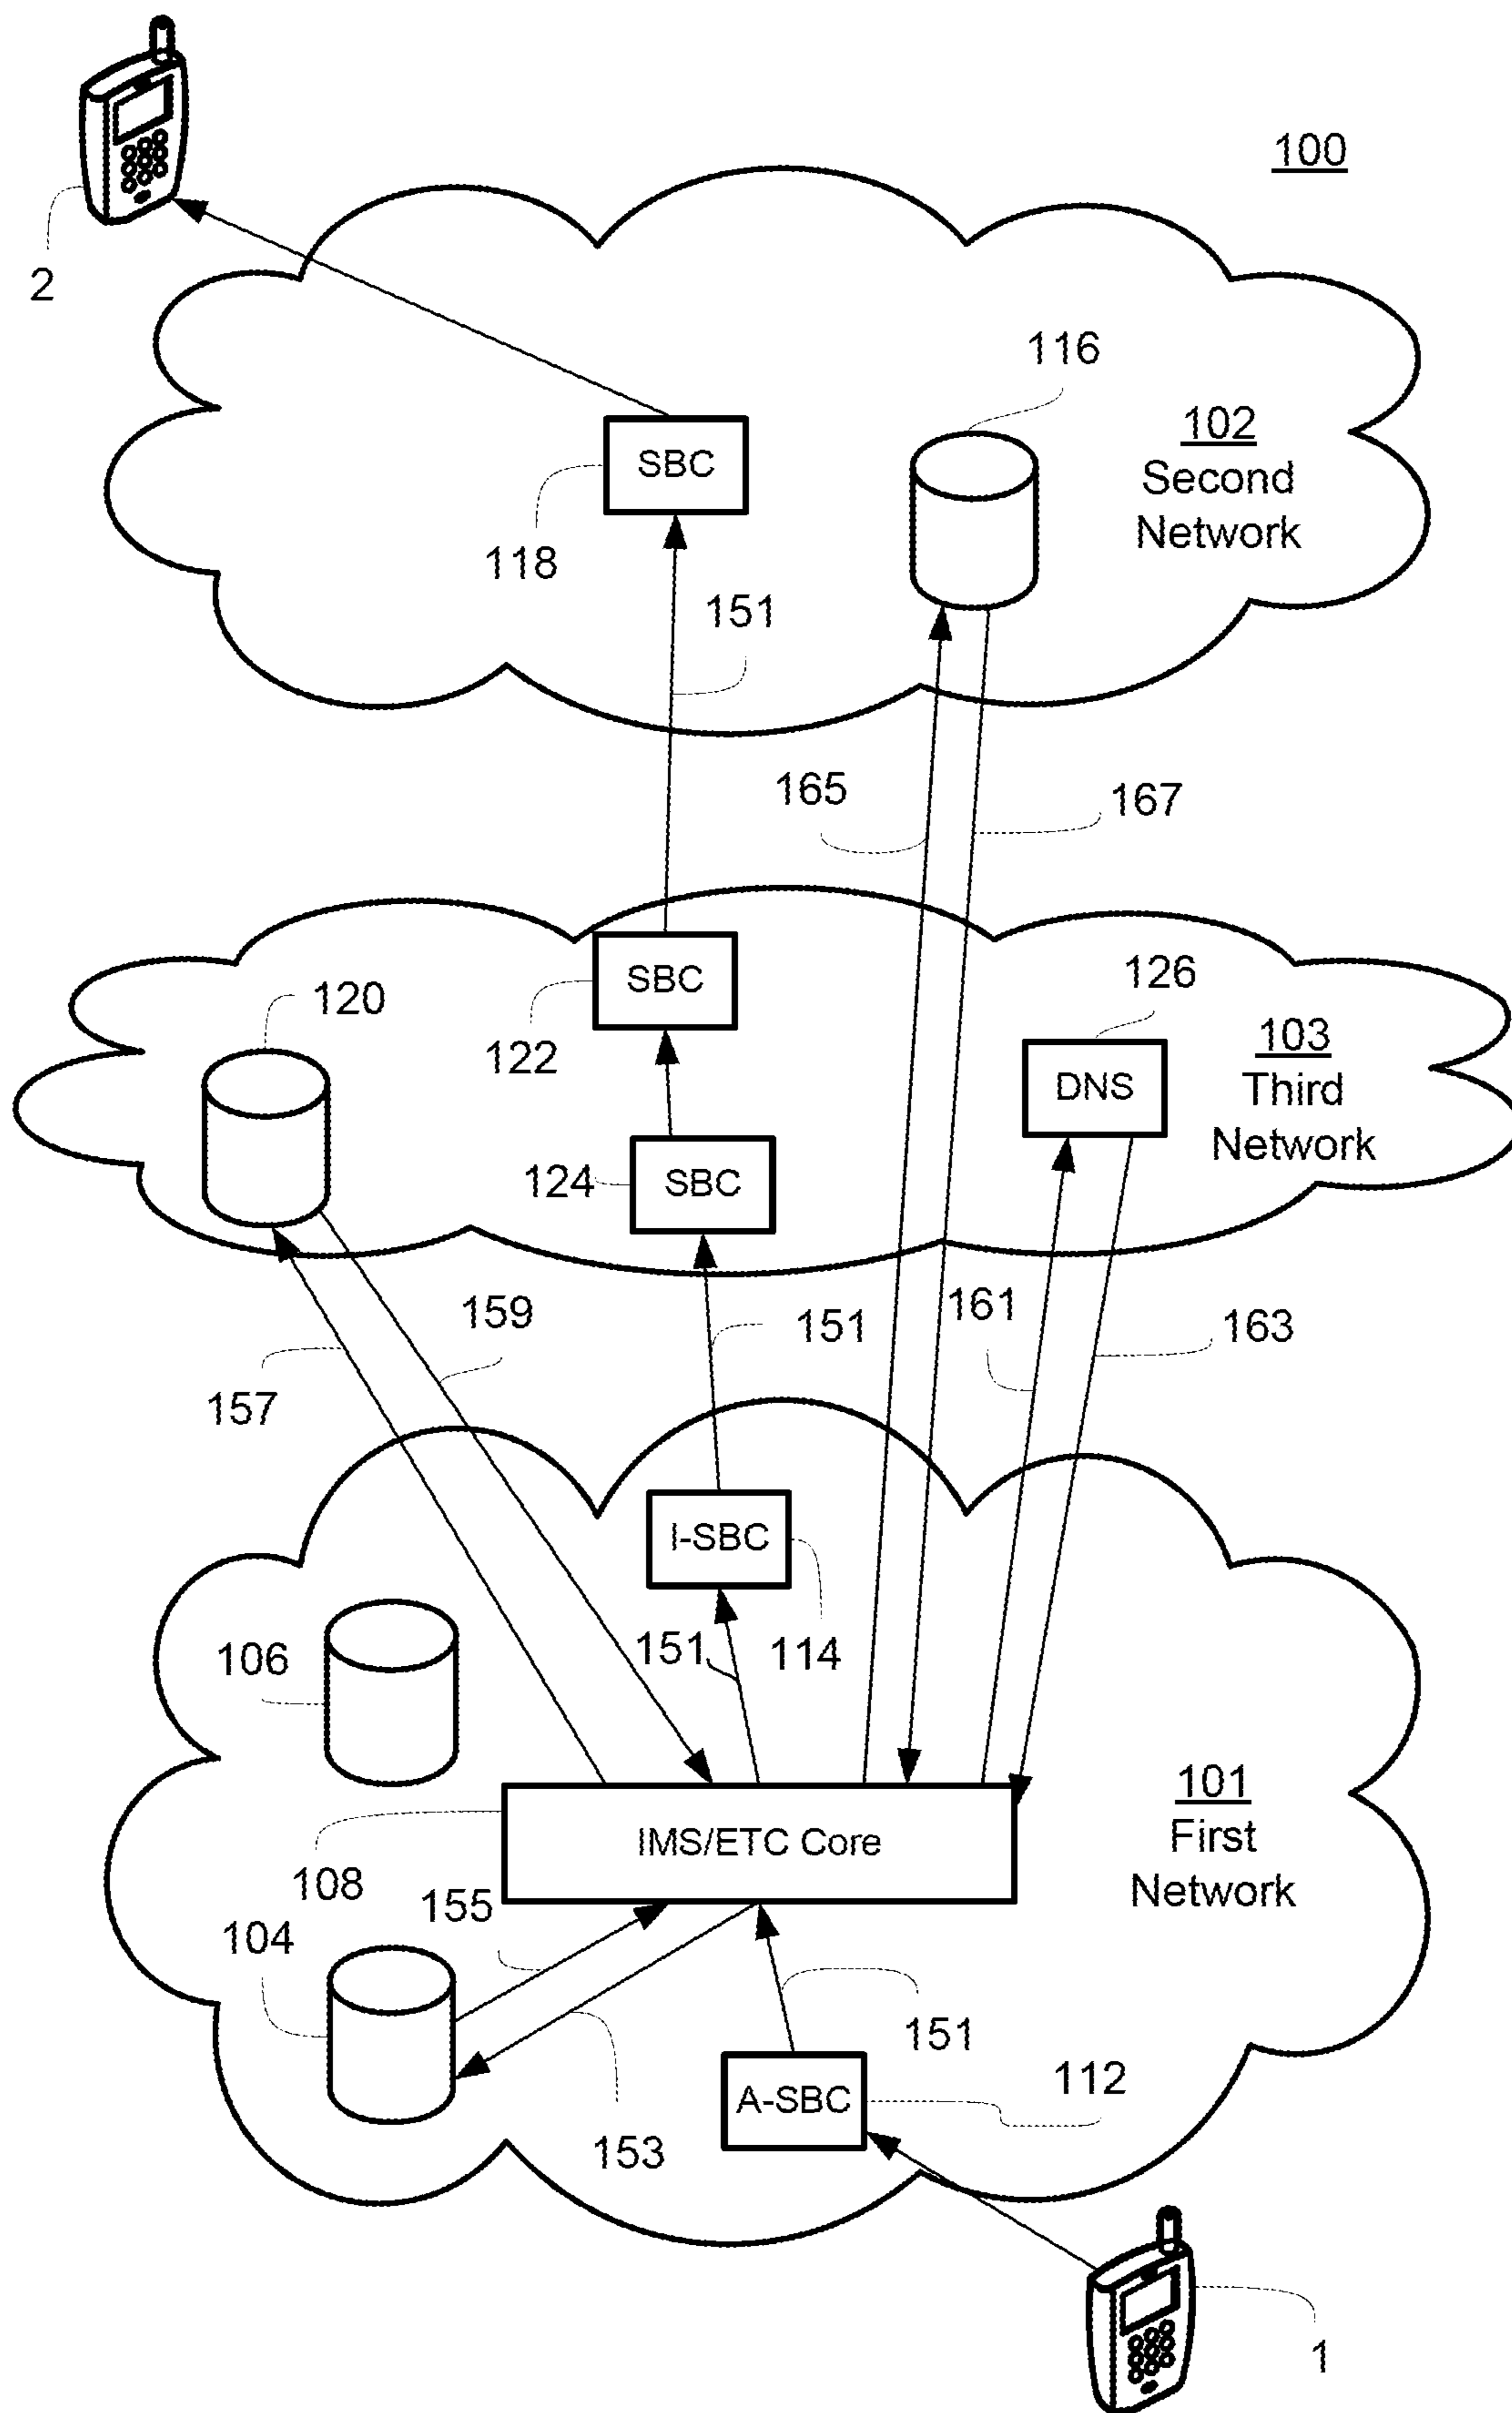 100
2
116
102
Second
Network
SBC
118
151
165
167
120
SBC
122
126
103
Third
Network
DNS
124
SBC
159
157
151
161
163
I-SBC
106
151
114
101
First
Network
IMS/ETC Core
108
155
104
151
112
A-SBC
153
1